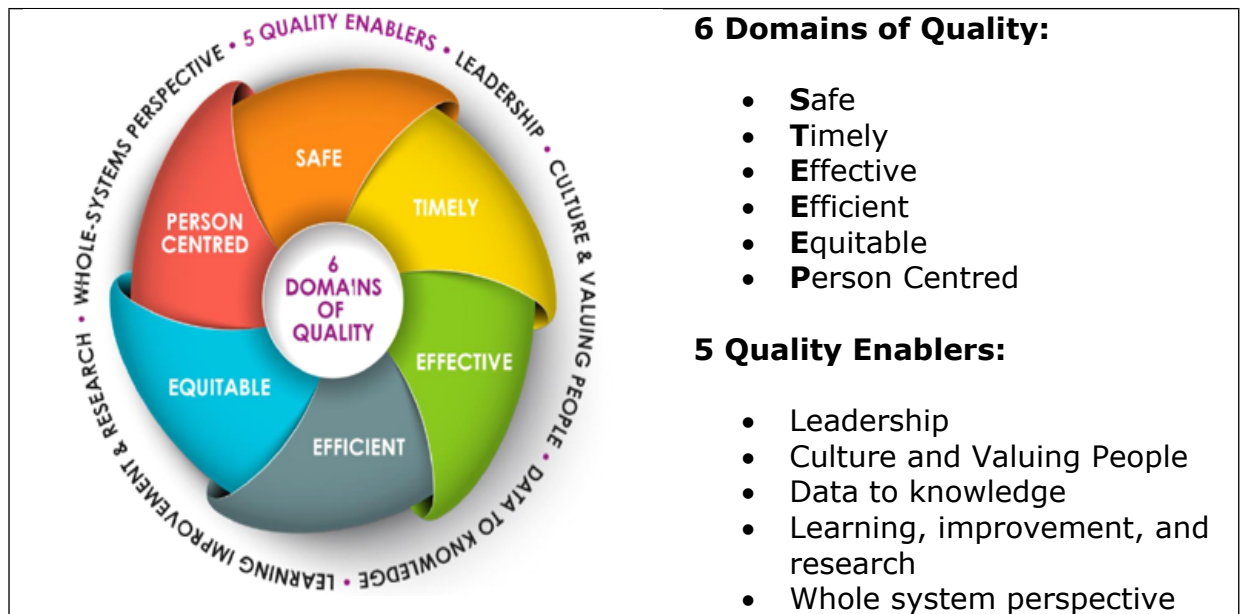 • 5 QUALITY ENABLERS • LEADERSHIP • CULTURE & VALUING PEOPLE • DATA TO KNOWLEDGE • LEARNING IMPROVEMENT & RESEARCH • WHOLE-SYSTEMS PERSPECTIVE
SAFE
TIMELY
EFFECTIVE
EFFICIENT
EQUITABLE
PERSON
CENTRED
6
DOMAINS
OF
QUALITY
6 Domains of Quality:
• Safe
• Timely
• Effective
• Efficient
• Equitable
• Person Centred
5 Quality Enablers:
• Leadership
• Culture and Valuing People
• Data to knowledge
• Learning, improvement, and
research
• Whole system perspective